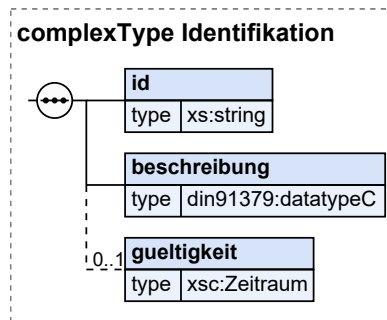 complexType Identifikation
id
type xs:string
beschreibung
type din91379:datatypeC
0..1 gueltigkeit
type xsc:Zeitraum